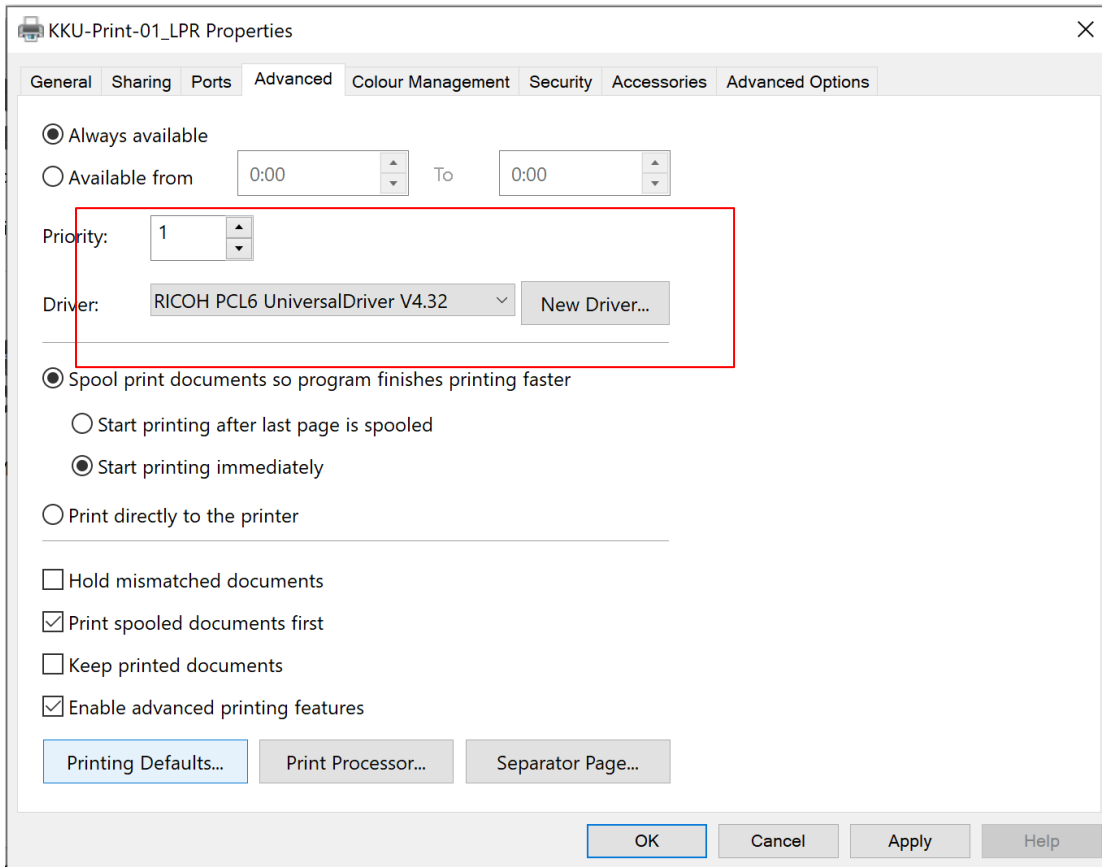 KKU-Print-01_LPR Properties
General Sharing Ports Advanced Colour Management Security Accessories Advanced Options
Always available
Available from 0:00 To 0:00
Priority: 1
Driver: RICOH PCL6 UniversalDriver V4.32 New Driver...
Spool print documents so program finishes printing faster
Start printing after last page is spooled
Start printing immediately
Print directly to the printer
Hold mismatched documents
Print spooled documents first
Keep printed documents
Enable advanced printing features
Printing Defaults... Print Processor... Separator Page...
OK Cancel Apply Help